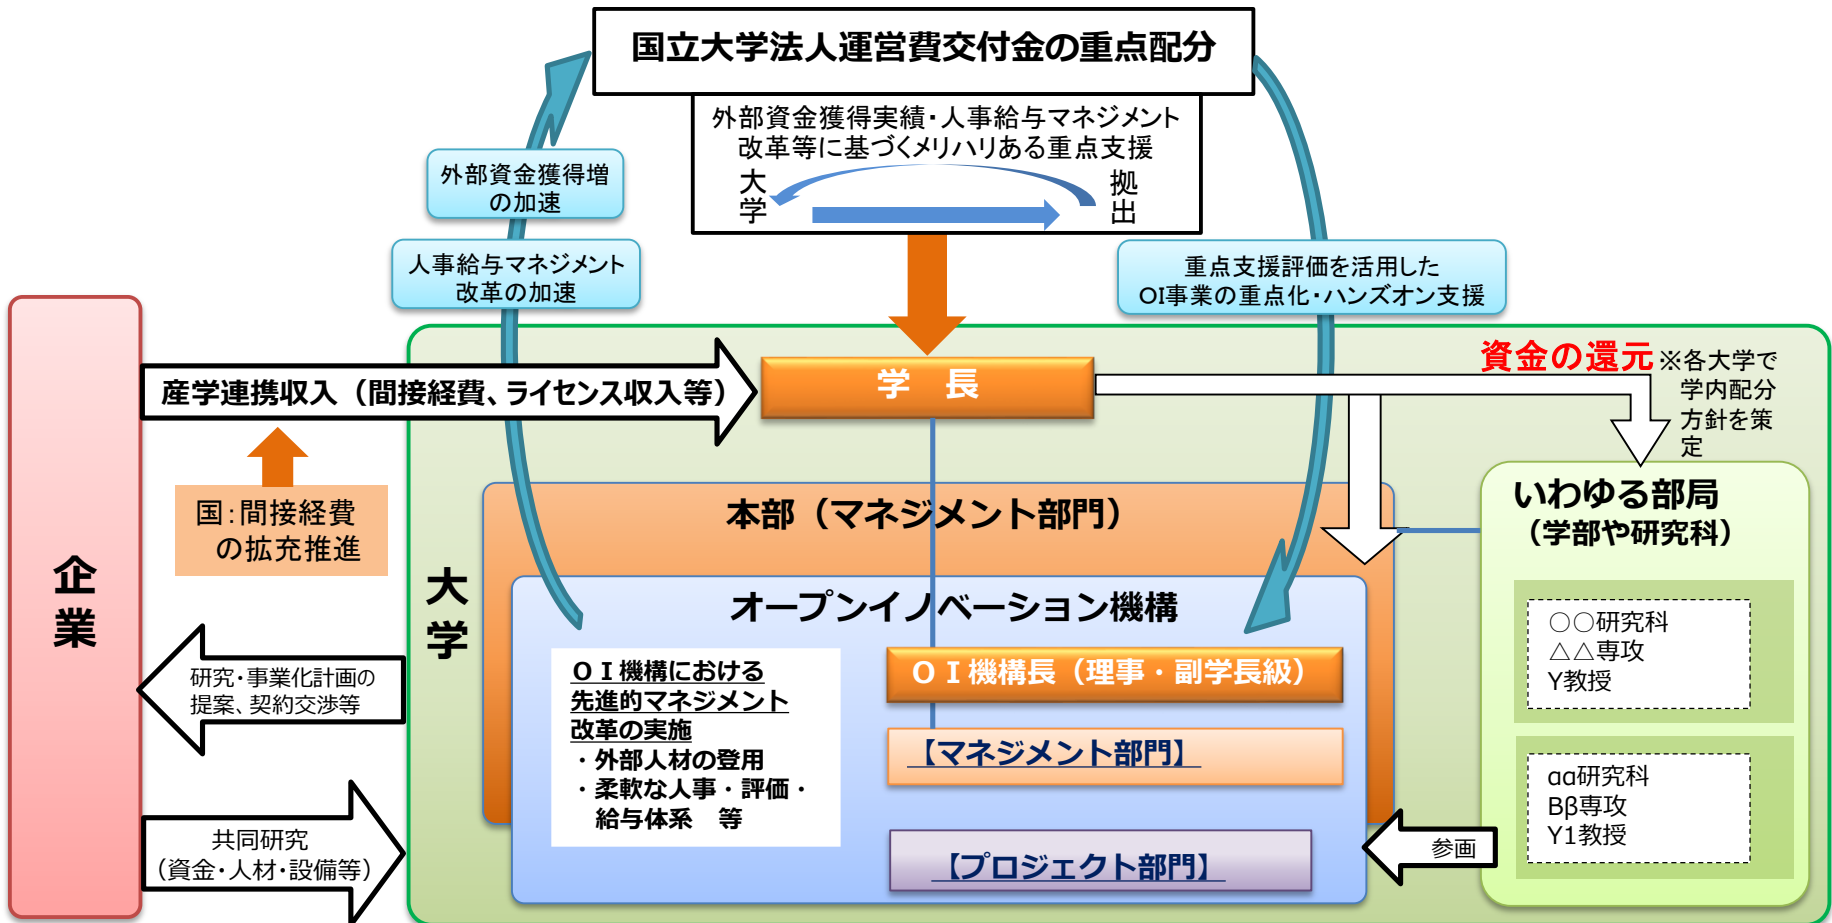 国立大学法人運営費交付金の重点配分
外部資金獲得実績・人事給与マネジメント
改革等に基づくメリハリある重点支援
大学
拠出
外部資金獲得増
の加速
人事給与マネジメント
改革の加速
重点支援評価を活用した
OI事業の重点化・ハンズオン支援
企業
産学連携収入（間接経費、ライセンス収入等）
国：間接経費
の拡充推進
研究・事業化計画の
提案、契約交渉等
共同研究
（資金・人材・設備等）
大学
学　長
資金の還元
※各大学で
学内配分
方針を策
定
本部（マネジメント部門）
オープンイノベーション機構
ＯＩ機構における
先進的マネジメント
改革の実施
・外部人材の登用
・柔軟な人事・評価・
給与体系　等
ＯＩ機構長（理事・副学長級）
【マネジメント部門】
【プロジェクト部門】
いわゆる部局
（学部や研究科）
○○研究科
△△専攻
Y教授
αα研究科
Ββ専攻
Y1教授
参画